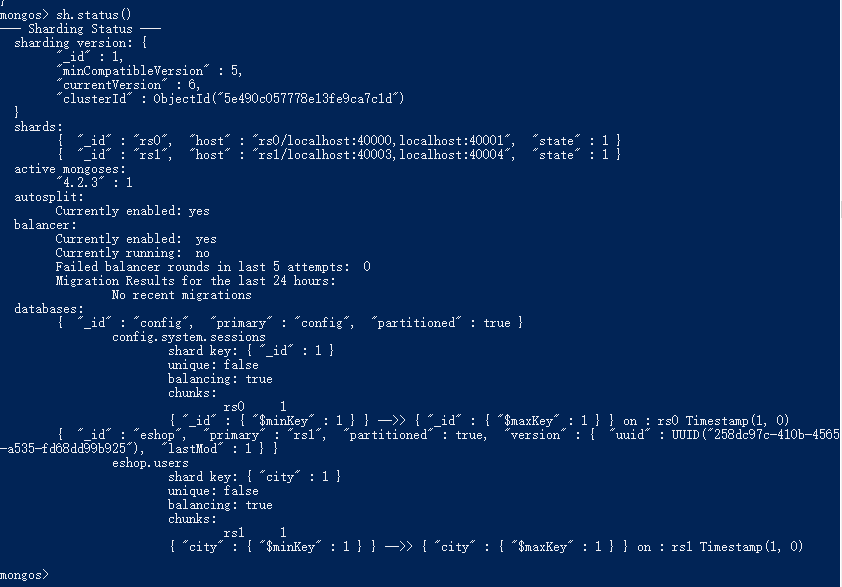 }
mongos> sh.status()
--- Sharding Status ---
  sharding version: {
        "_id" : 1,
        "minCompatibleVersion" : 5,
        "currentVersion" : 6,
        "clusterId" : ObjectId("5e490c057778e13fe9ca7c1d")
  }
  shards:
        {  "_id" : "rs0",  "host" : "rs0/localhost:40000,localhost:40001",  "state" : 1 }
        {  "_id" : "rs1",  "host" : "rs1/localhost:40003,localhost:40004",  "state" : 1 }
  active mongoses:
        "4.2.3" : 1
  autosplit:
        Currently enabled: yes
  balancer:
        Currently enabled:  yes
        Currently running:  no
        Failed balancer rounds in last 5 attempts:  0
        Migration Results for the last 24 hours:
                No recent migrations
  databases:
        {  "_id" : "config",  "primary" : "config",  "partitioned" : true }
                config.system.sessions
                        shard key: { "_id" : 1 }
                        unique: false
                        balancing: true
                        chunks:
                                rs0     1
                        { "_id" : { "$minKey" : 1 } } -->> { "_id" : { "$maxKey" : 1 } } on : rs0 Timestamp(1, 0)
        {  "_id" : "eshop",  "primary" : "rs1",  "partitioned" : true,  "version" : {  "uuid" : UUID("258dc97c-410b-4565
-a535-fd68dd99b925"),  "lastMod" : 1 } }
                eshop.users
                        shard key: { "city" : 1 }
                        unique: false
                        balancing: true
                        chunks:
                                rs1     1
                        { "city" : { "$minKey" : 1 } } -->> { "city" : { "$maxKey" : 1 } } on : rs1 Timestamp(1, 0)
mongos>